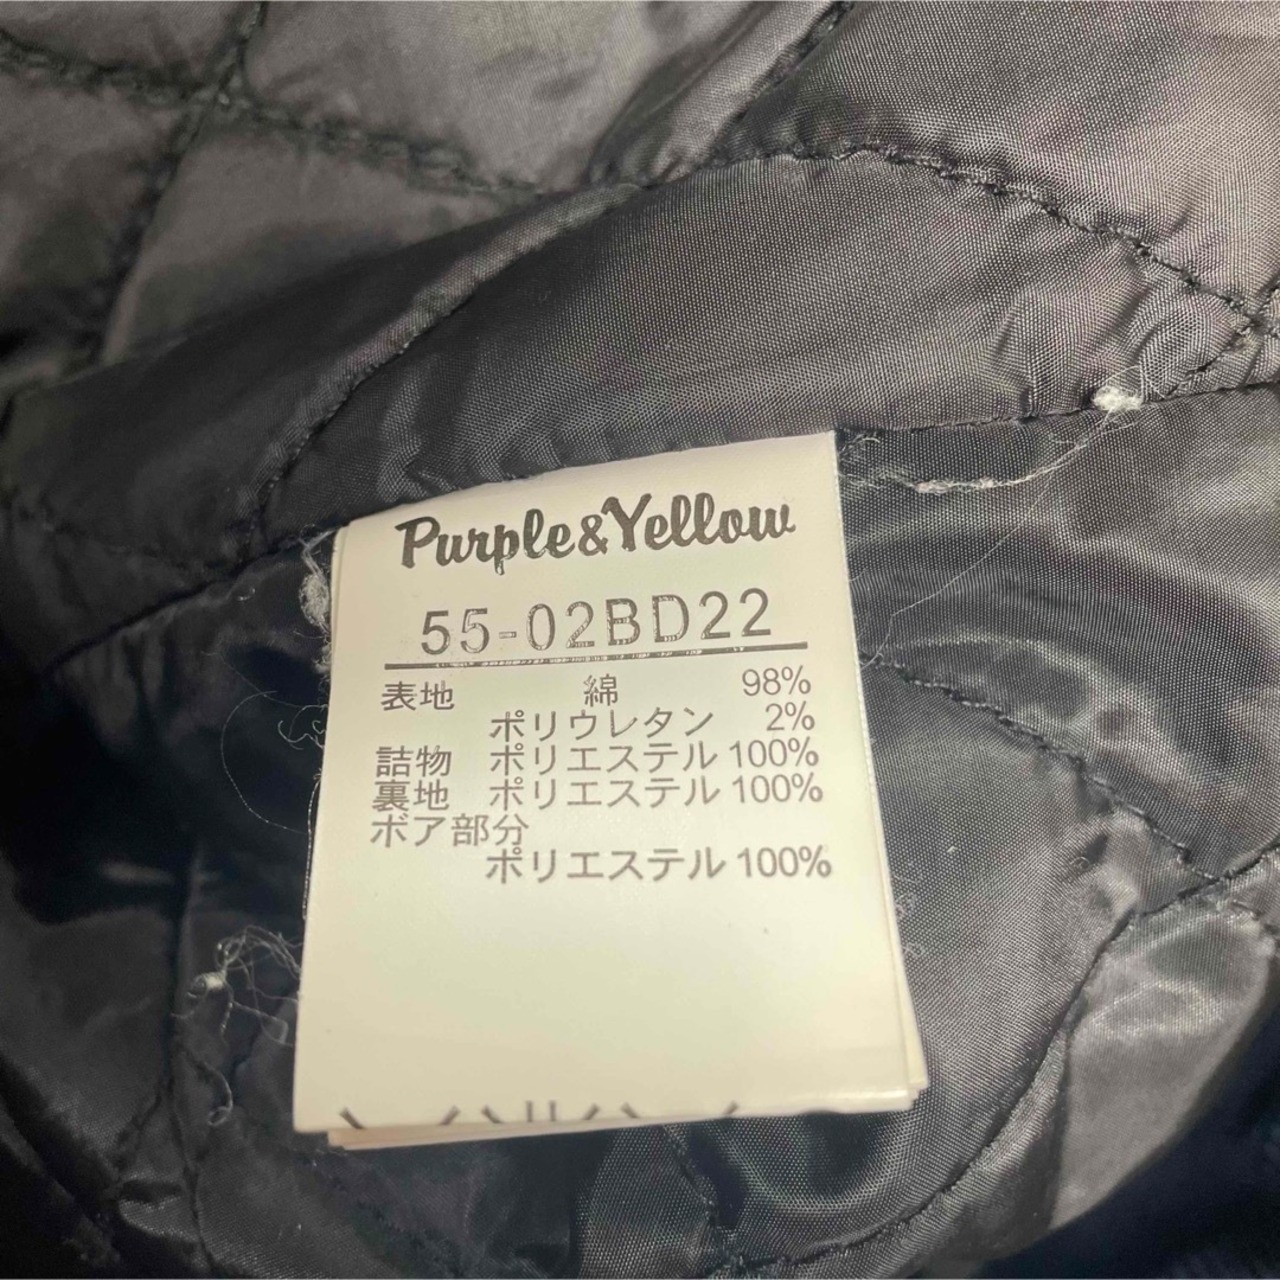 Purple&Yellow
55-02BD22
表地 綿 98%
ポリウレタン 2%
詰物 ポリエステル 100%
裏地 ポリエステル 100%
ボア部分
ポリエステル 100%